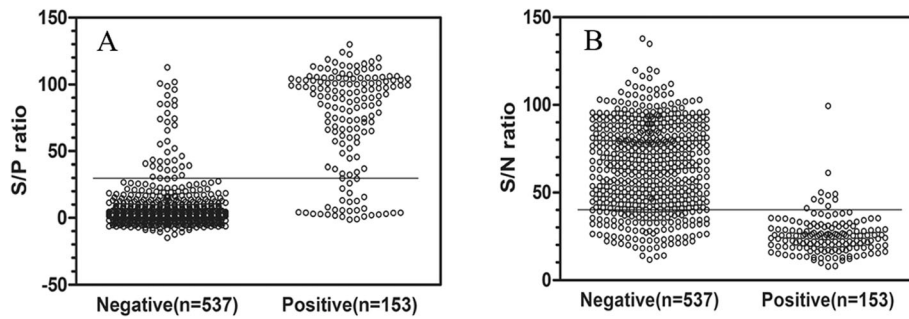 A
S/P ratio
150
100
50
0
-50
Negative(n=537) Positive(n=153)
B
S/N ratio
150
100
50
0
Negative(n=537) Positive(n=153)